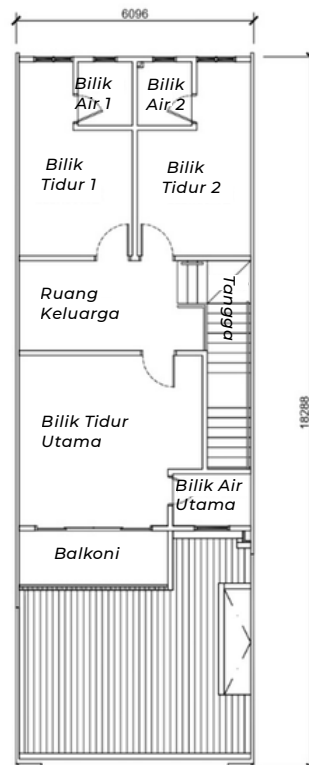 6096
Bilik
Air 1
Bilik
Air 2
Bilik
Tidur 1
Bilik
Tidur 2
Ruang
Keluarga
Tangga
Bilik Tidur
Utama
Bilik Air
Utama
Balkoni
18288